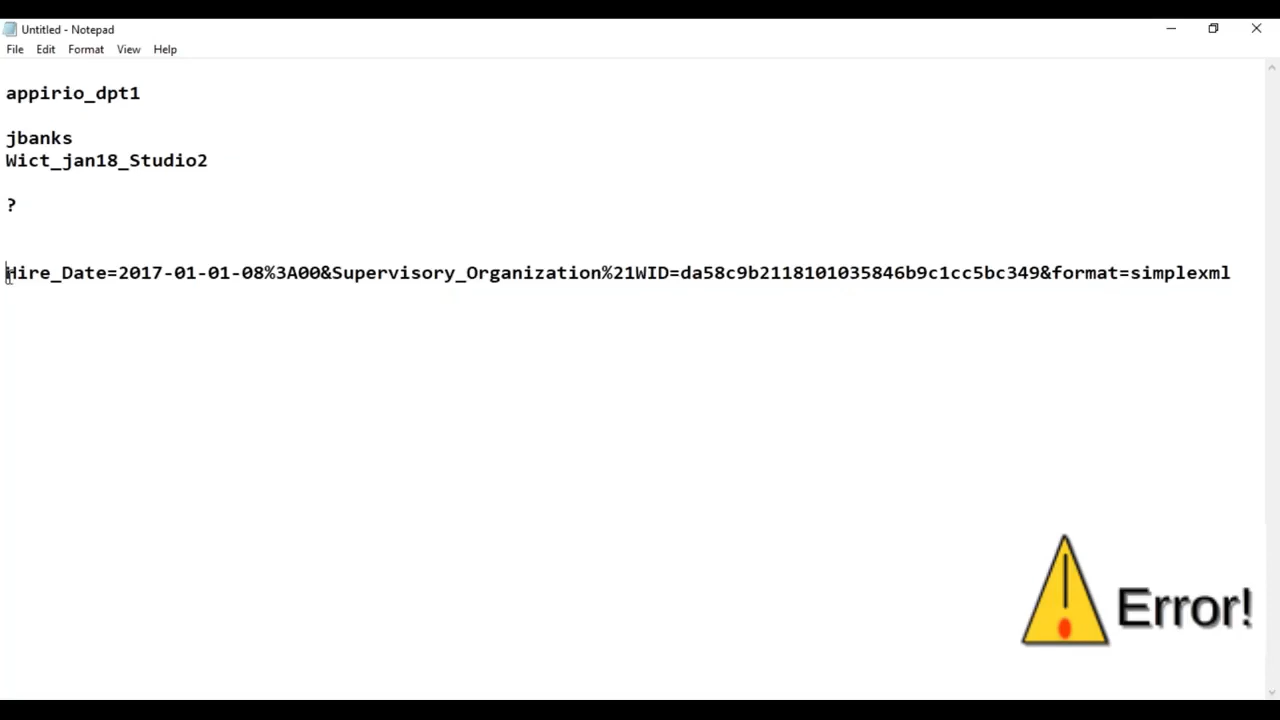 Untitled - Notepad
File Edit Format View Help
appirio_dpt1
jbanks
Wict_jan18_Studio2
?
Hire_Date=2017-01-01-08%3A00&Supervisory_Organization%21WID=da58c9b2118101035846b9c1cc5bc349&format=simplexml
Error!